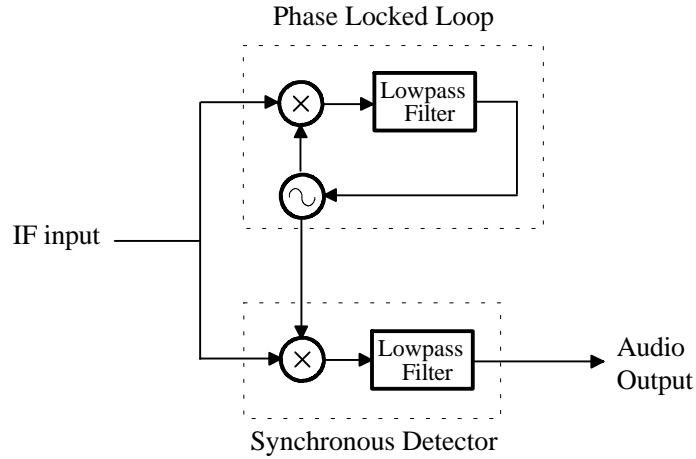 Phase Locked Loop
Lowpass
Filter
IF input
Lowpass
Filter
Audio
Output
Synchronous Detector